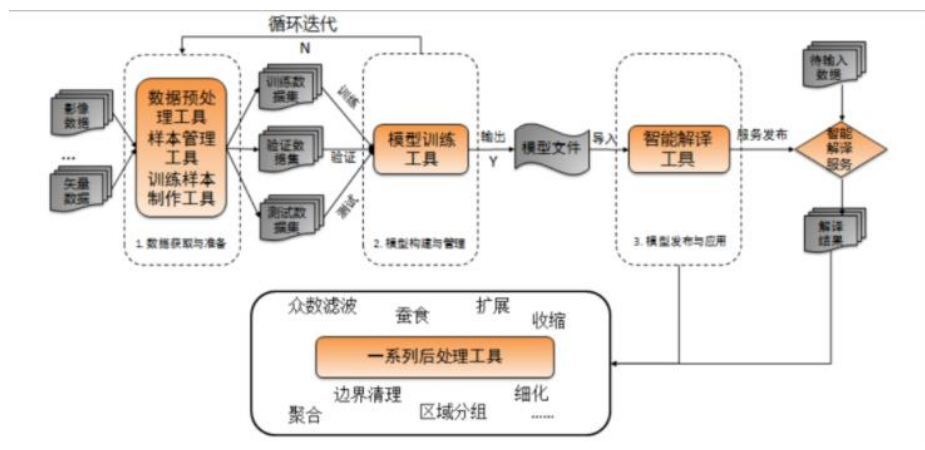 循环迭代
N
影像
数据
...
矢量
数据
数据预处
理工具
样本管理
工具
训练样本
制作工具
1. 数据获取与准备
训练数
据集
验证数
据集
测试数
据集
训练
验证
测试
模型训练
工具
2. 模型构建与管理
输出
Y
模型文件
导入
智能解译
工具
3. 模型发布与应用
服务发布
待输入
数据
智能
解译
服务
解译
结果
众数滤波
蚕食
扩展
收缩
一系列后处理工具
边界清理
细化
聚合
区域分组
......